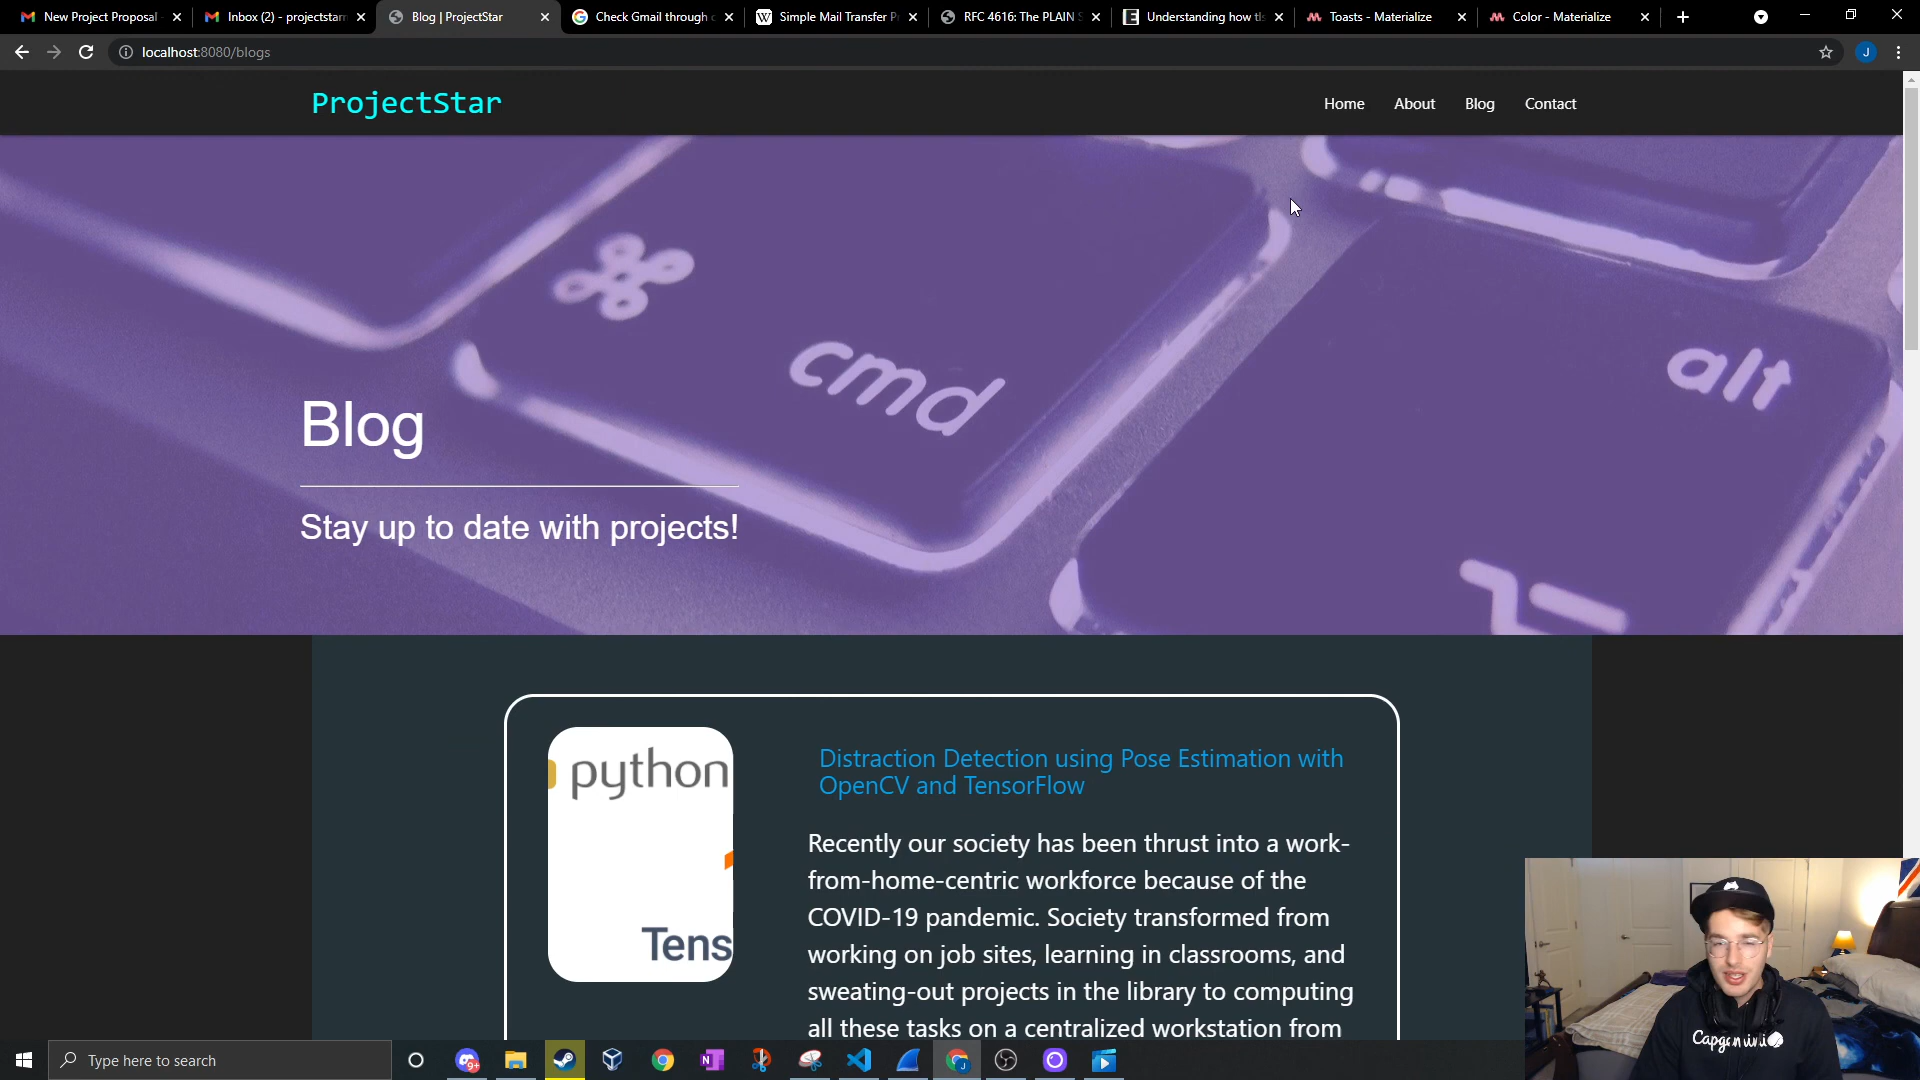 New Project Proposal
Inbox (2) - projectstarn
Blog | ProjectStar
Check Gmail through
Simple Mail Transfer P
RFC 4616: The PLAIN S
Understanding how tls
Toasts - Materialize
Color - Materialize
localhost:8080/blogs
J
ProjectStar
Home
About
Blog
Contact
cmd
alt
Blog
Stay up to date with projects!
python
Tens
Distraction Detection using Pose Estimation with
OpenCV and TensorFlow
Recently our society has been thrust into a work-
from-home-centric workforce because of the
COVID-19 pandemic. Society transformed from
working on job sites, learning in classrooms, and
sweating-out projects in the library to computing
all these tasks on a centralized workstation from
Capgemini
Type here to search
9+
N
J